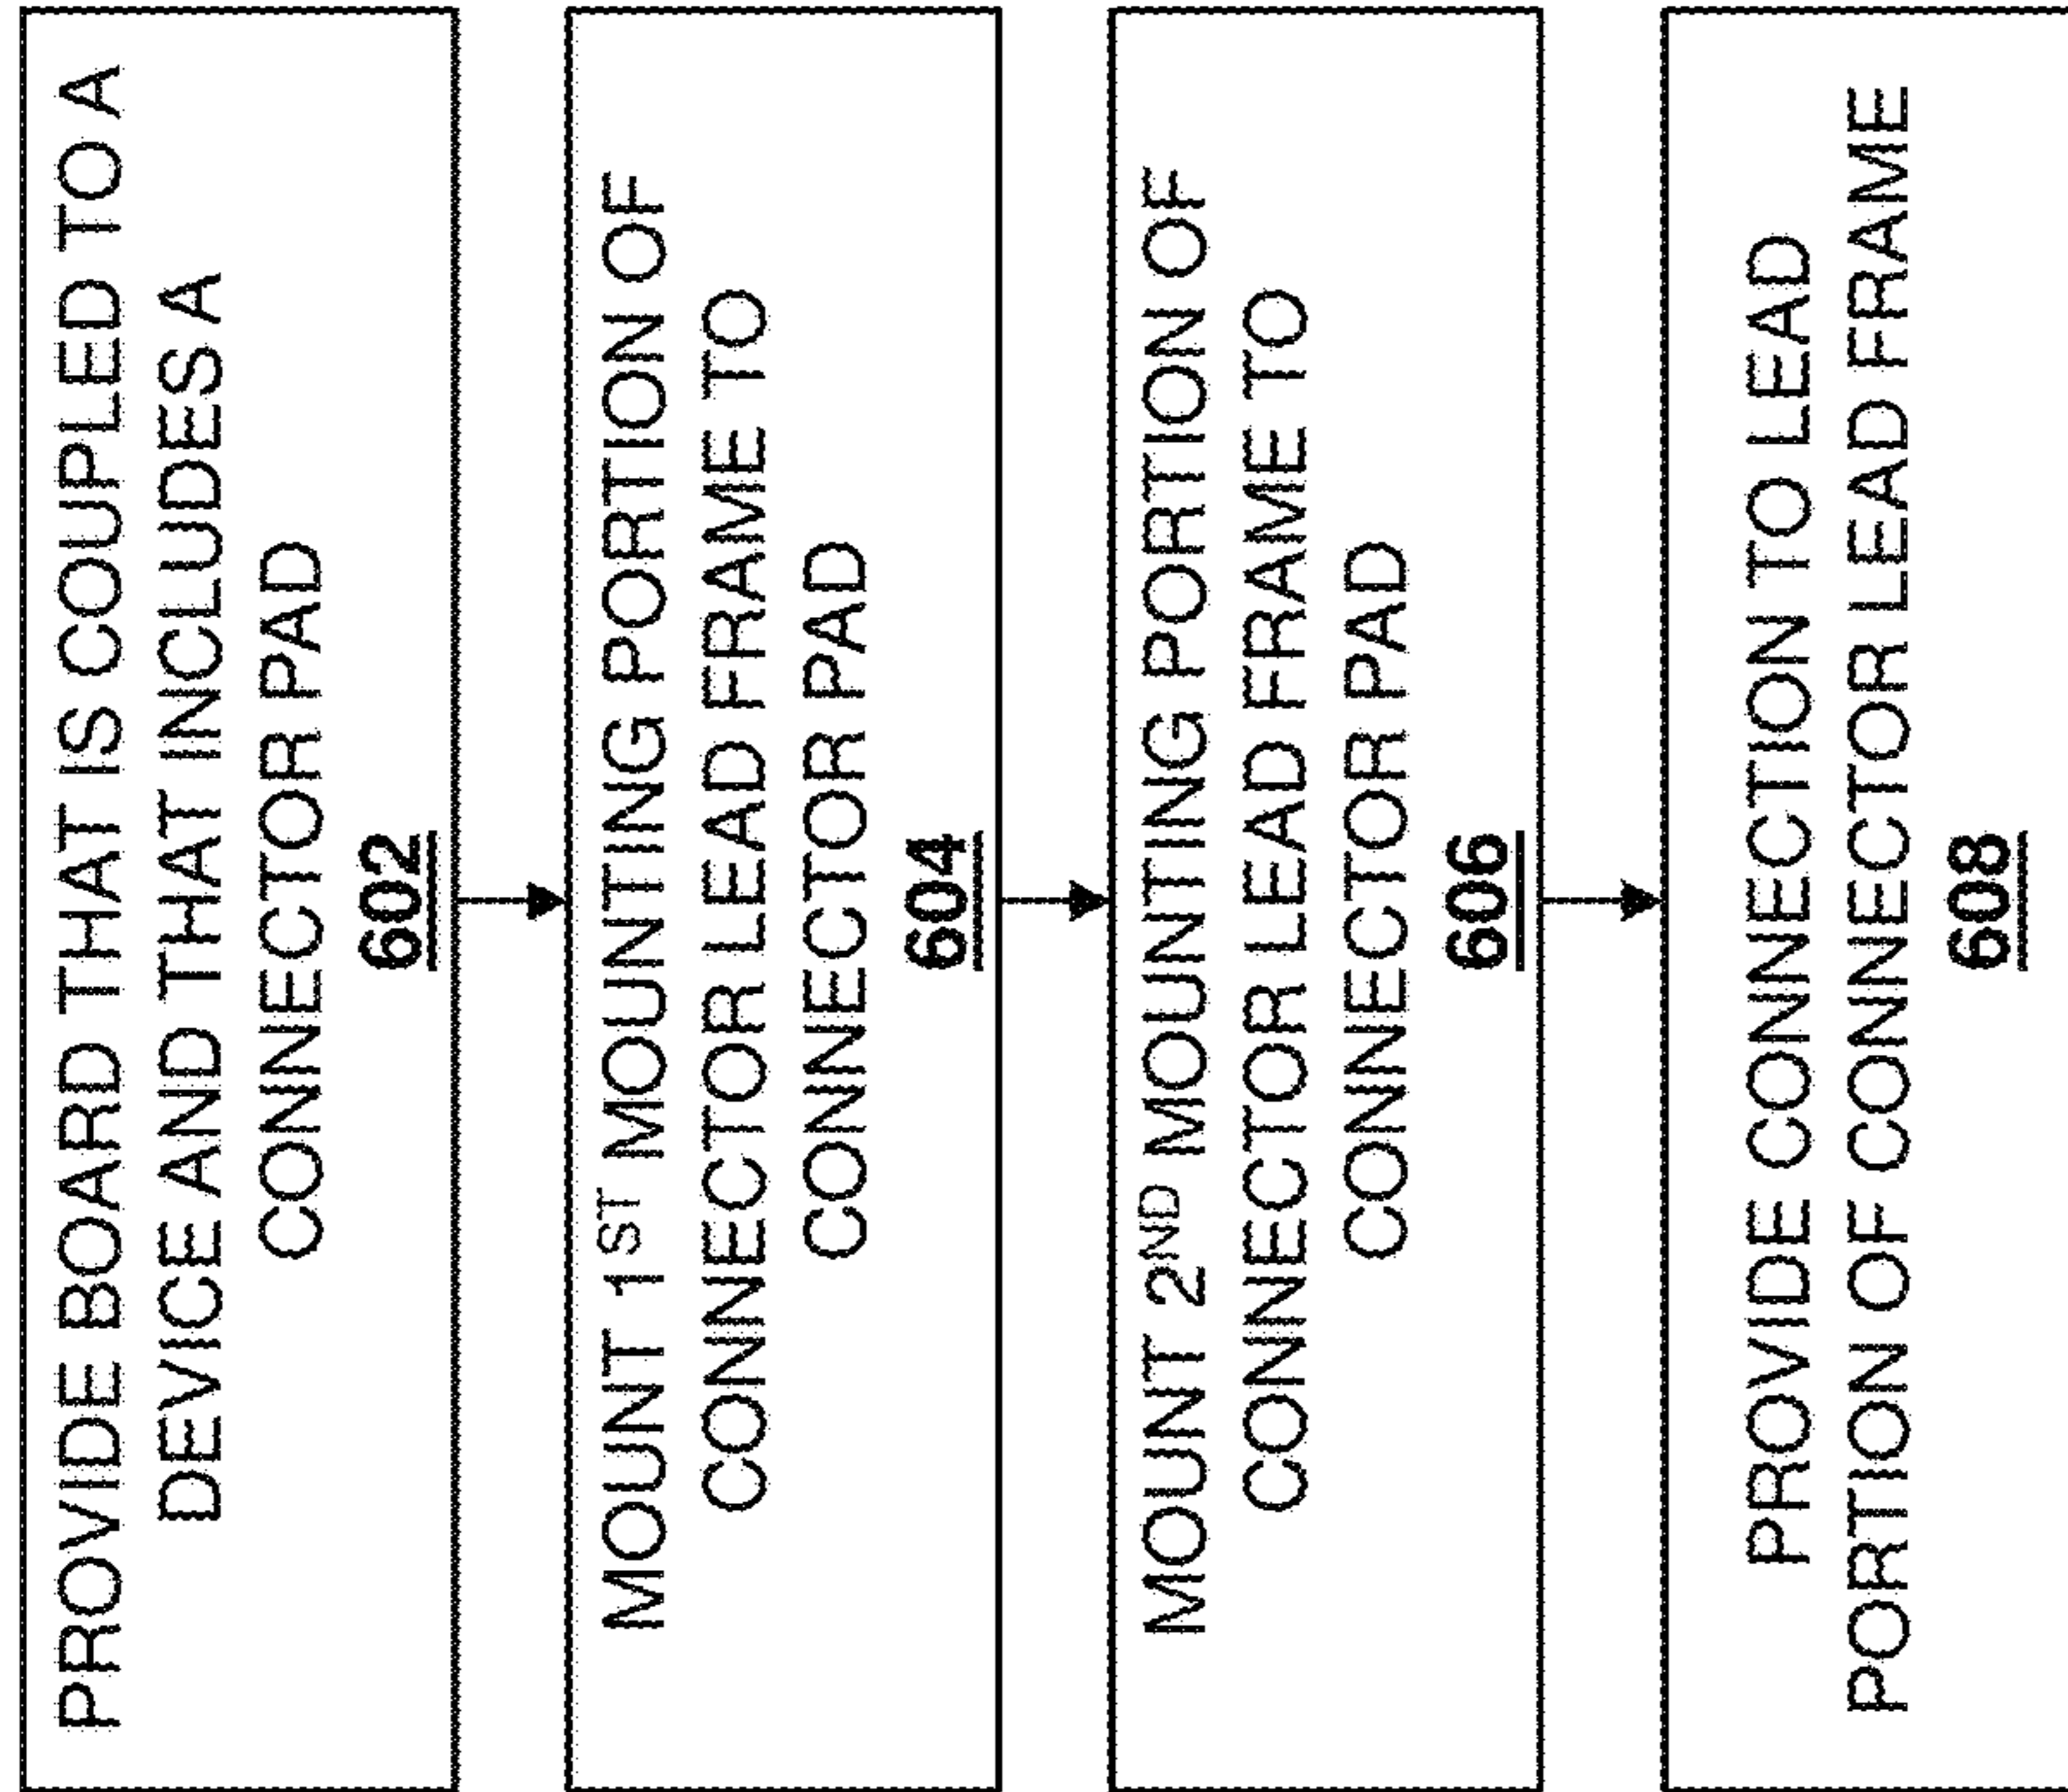 PROVIDE BOARD THAT IS COUPLED TO A
DEVICE AND THAT INCLUDES A
CONNECTOR PAD
602
MOUNT 1ST MOUNTING PORTION OF
CONNECTOR LEAD FRAME TO
CONNECTOR PAD
604
MOUNT 2ND MOUNTING PORTION OF
CONNECTOR LEAD FRAME TO
CONNECTOR PAD
606
PROVIDE CONNECTION TO LEAD
PORTION OF CONNECTOR LEAD FRAME
608